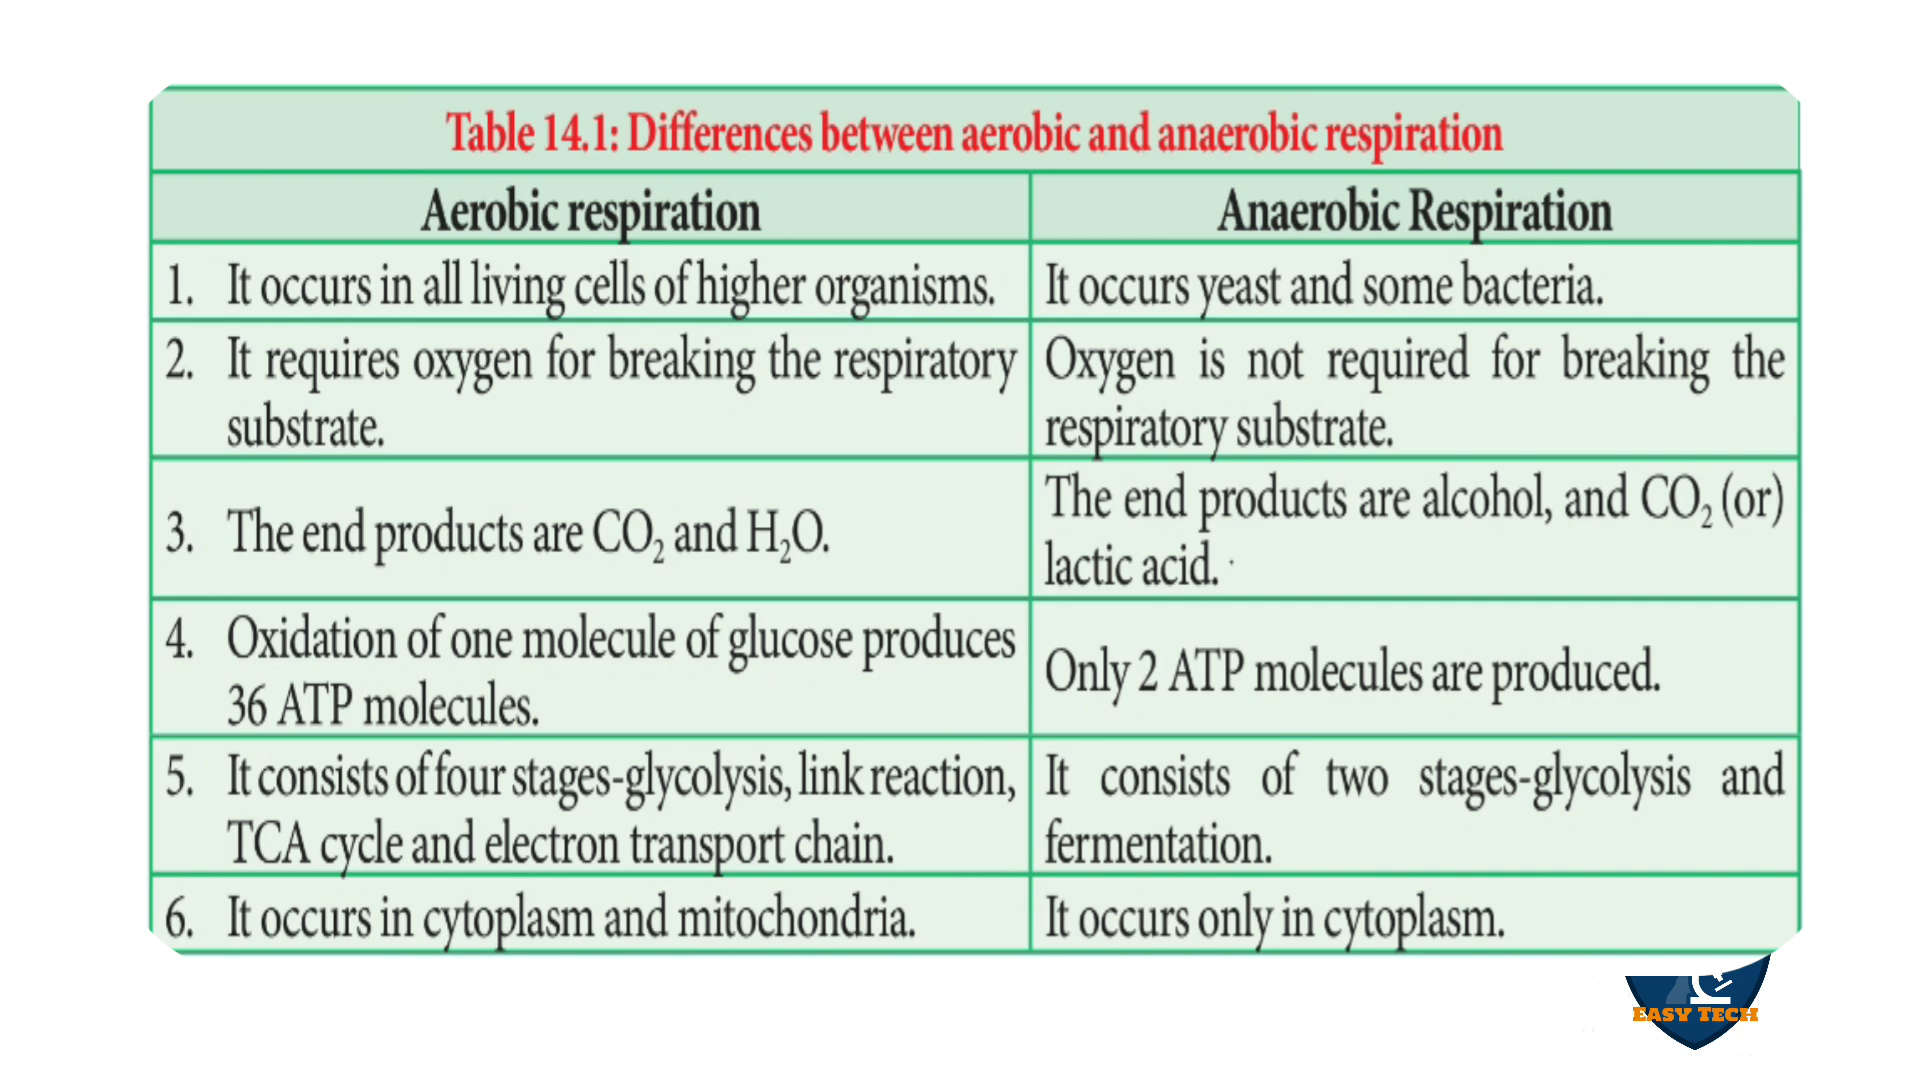 Table 14.1: Differences between aerobic and anaerobic respiration
Aerobic respiration
Anaerobic Respiration
1. It occurs in all living cells of higher organisms.
It occurs yeast and some bacteria.
2. It requires oxygen for breaking the respiratory
substrate.
Oxygen is not required for breaking the
respiratory substrate.
3. The end products are CO₂ and H₂O.
The end products are alcohol, and CO₂ (or)
lactic acid.
4. Oxidation of one molecule of glucose produces
36 ATP molecules.
Only 2 ATP molecules are produced.
5. It consists of four stages-glycolysis, link reaction,
TCA cycle and electron transport chain.
It consists of two stages-glycolysis and
fermentation.
6. It occurs in cytoplasm and mitochondria.
It occurs only in cytoplasm.
EASY TECH